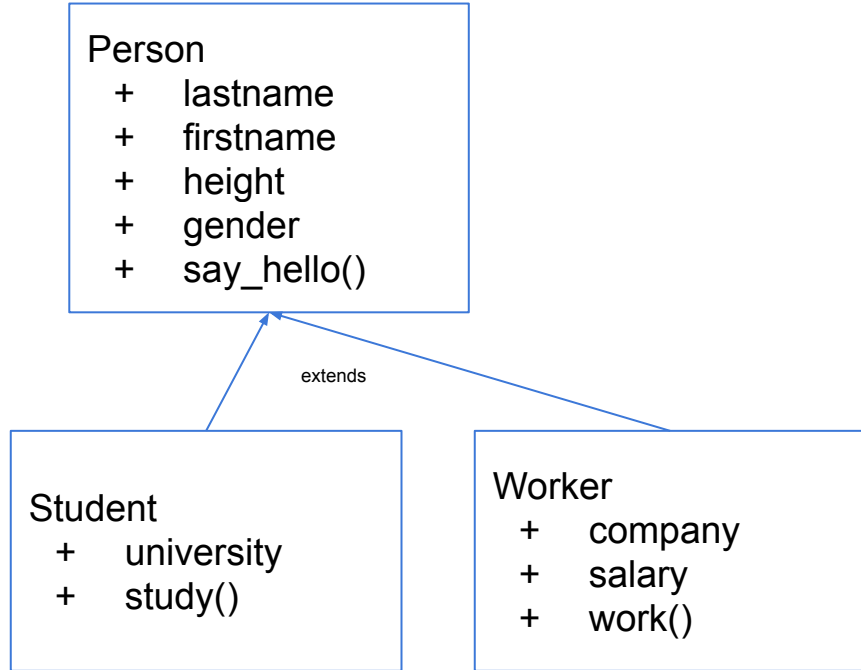 Person
+ lastname
+ firstname
+ height
+ gender
+ say_hello()
extends
Student
+ university
+ study()
Worker
+ company
+ salary
+ work()